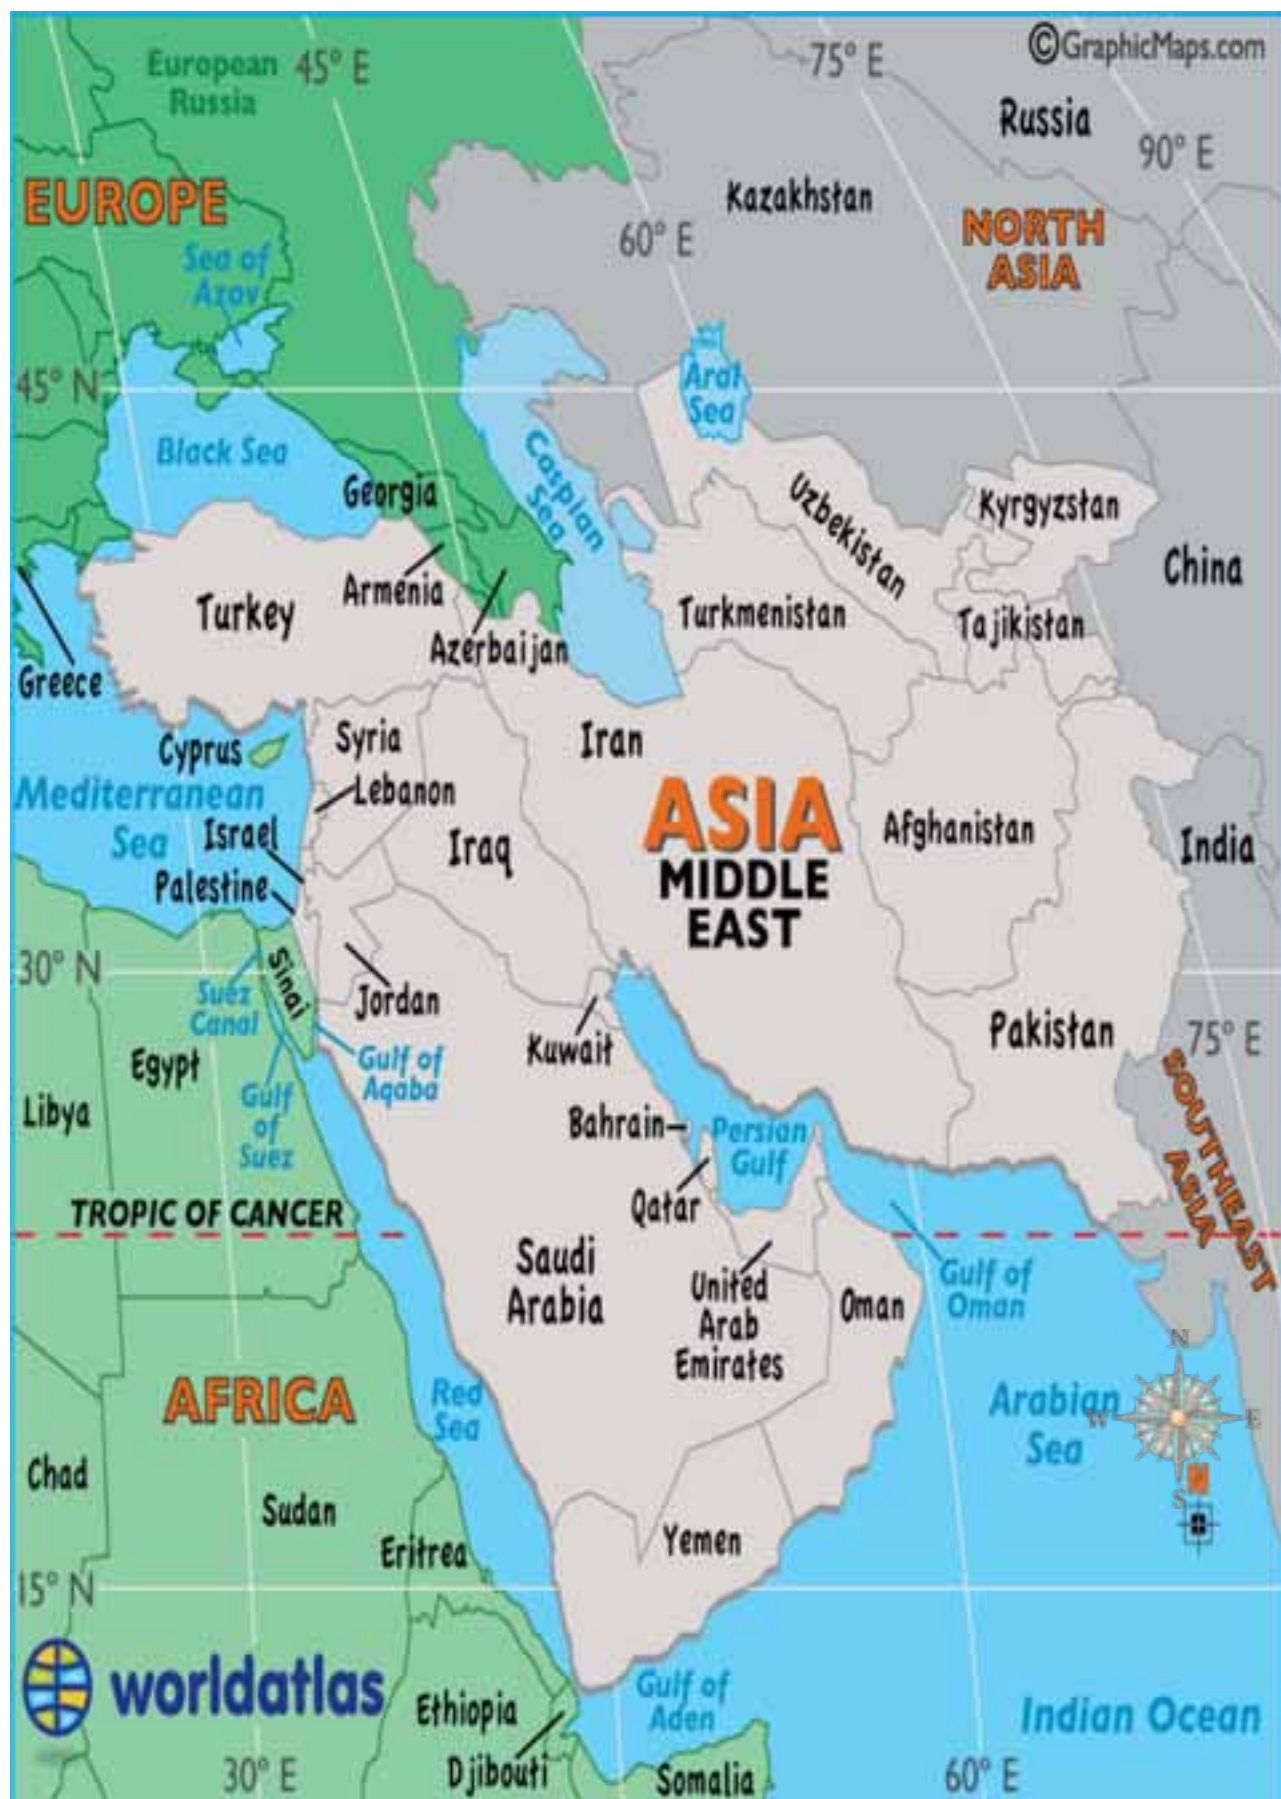 ©GraphicMaps.com
European
Russia
45° E
75° E
Russia
90° E
EUROPE
Kazakhstan
60° E
NORTH
ASIA
Sea of
Azov
45° N
Aral
Sea
Black Sea
Caspian
Sea
Georgia
Uzbekistan
Kyrgyzstan
China
Armenia
Turkey
Turkmenistan
Tajikistan
Azerbaijan
Greece
Cyprus
Syria
Iran
Lebanon
Mediterranean
Sea
ASIA
MIDDLE
EAST
Israel
Iraq
Afghanistan
India
Palestine
30° N
Sinai
Suez
Canal
Jordan
Kuwait
Pakistan
75° E
Egypt
Gulf of
Aqaba
Libya
Gulf
of
Suez
Bahrain
Persian
Gulf
SOUTHEAST
ASIA
Qatar
TROPIC OF CANCER
Saudi
Arabia
United
Arab
Emirates
Oman
Gulf of
Oman
AFRICA
Red
Sea
Arabian
Sea
N
W
E
S
N
Chad
Sudan
Eritrea
Yemen
15° N
worldatlas
Ethiopia
Gulf of
Aden
Indian Ocean
Djibouti
Somalia
30° E
60° E